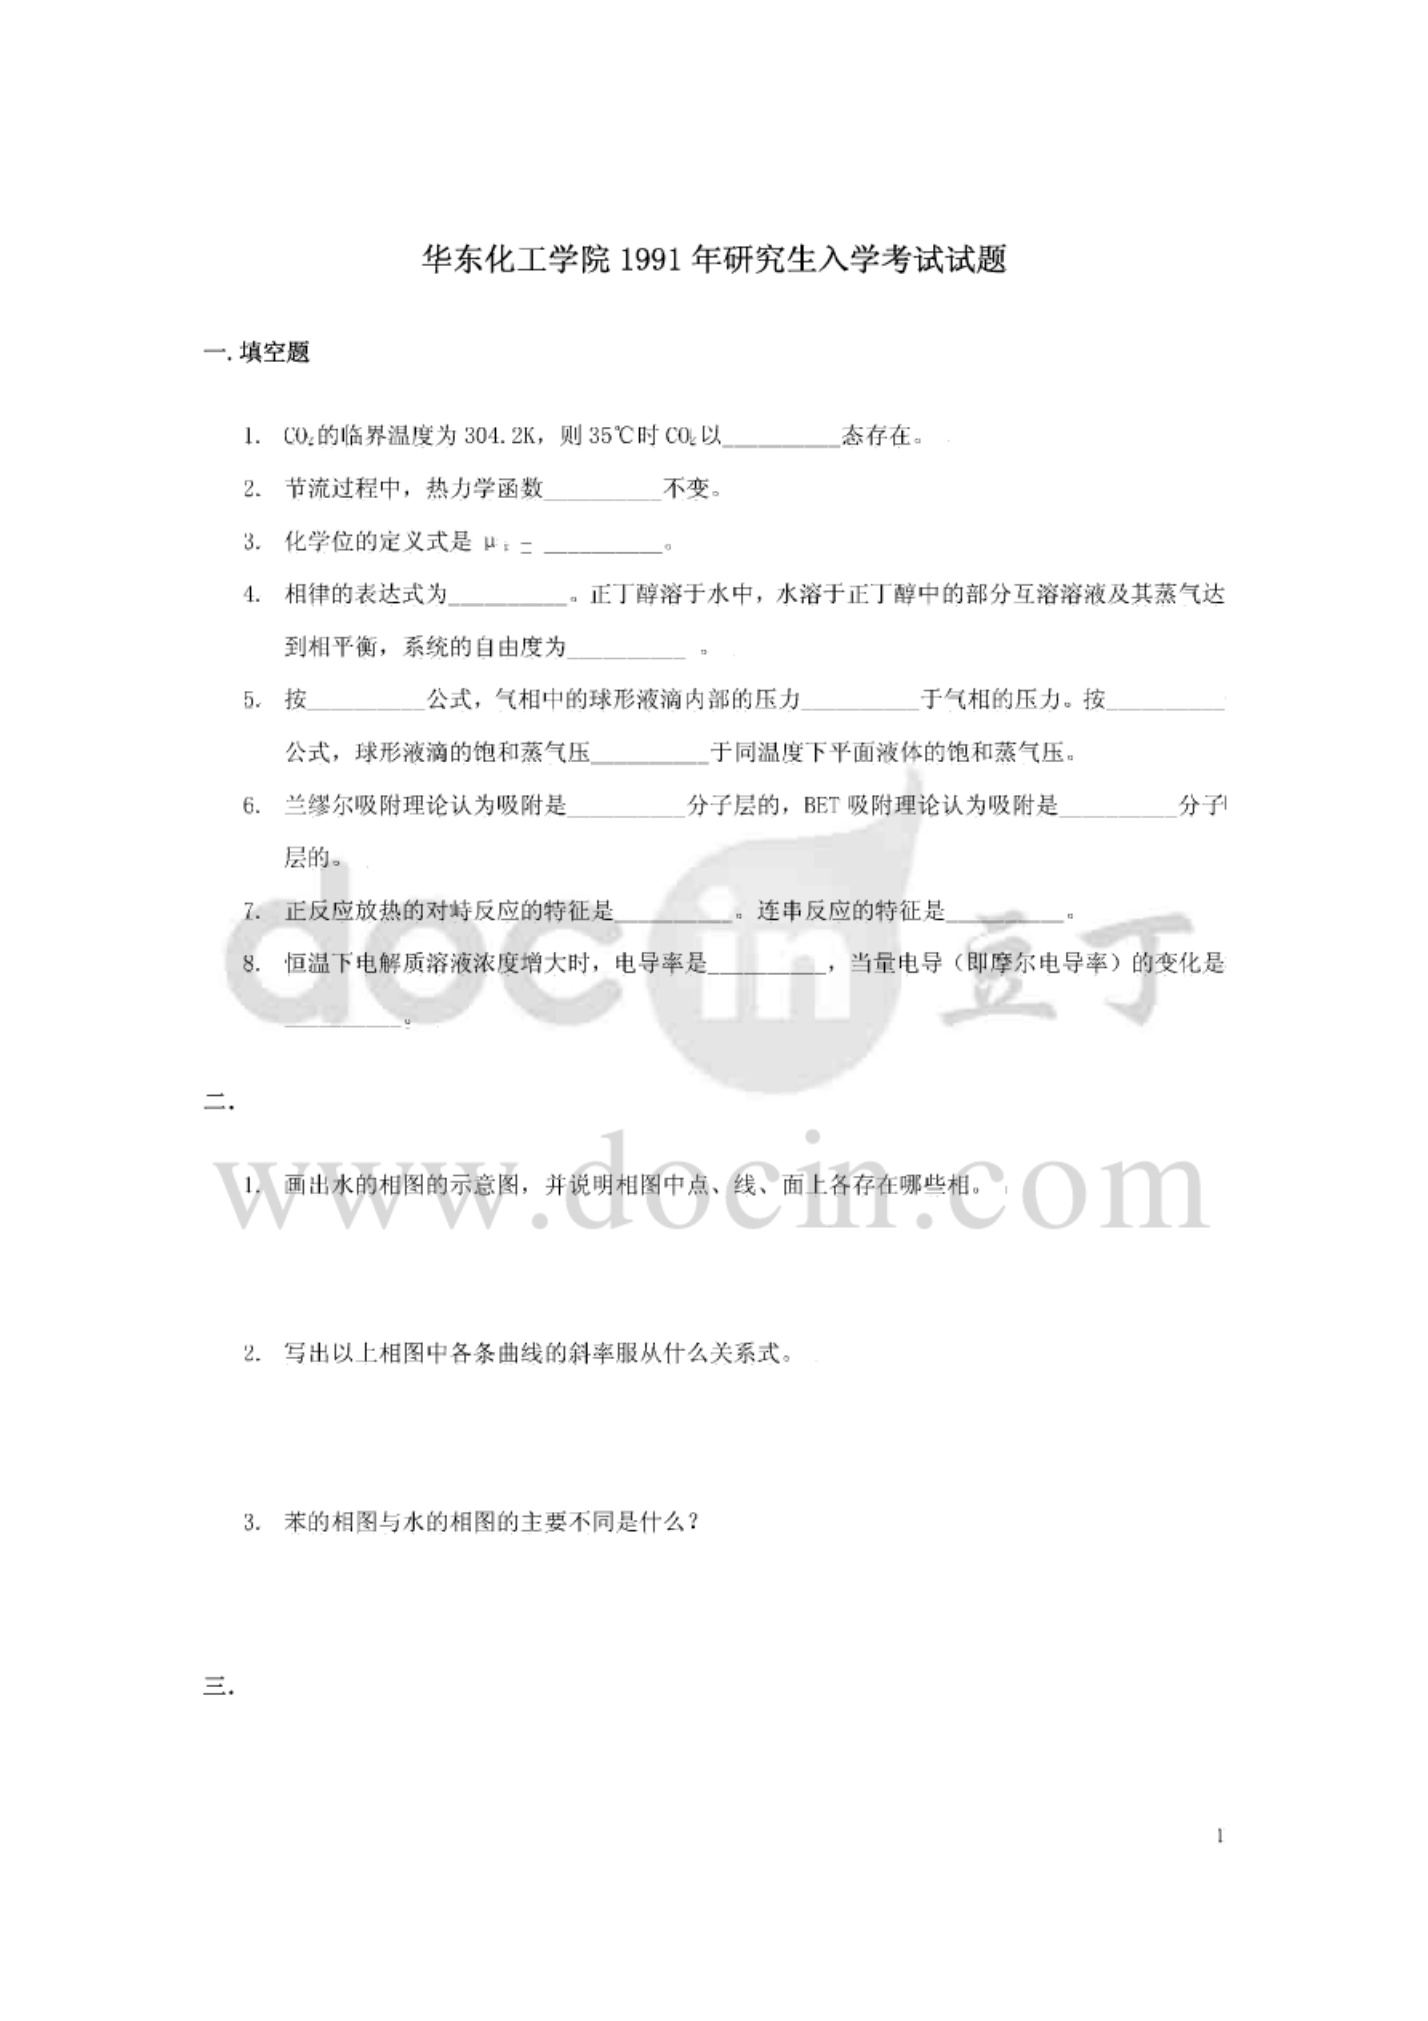 华东化工学院 1991 年研究生入学考试试题
一. 填空题
1. CO₂的临界温度为 304.2K，则 35℃时 CO₂以__________态存在。
2. 节流过程中，热力学函数__________不变。
3. 化学位的定义式是 μᵢ = __________。
4. 相律的表达式为__________。正丁醇溶于水中，水溶于正丁醇中的部分互溶溶液及其蒸气达
到相平衡，系统的自由度为__________ 。
5. 按__________公式，气相中的球形液滴内部的压力__________于气相的压力。按__________
公式，球形液滴的饱和蒸气压__________于同温度下平面液体的饱和蒸气压。
6. 兰缪尔吸附理论认为吸附是__________分子层的，BET 吸附理论认为吸附是__________分子
层的。
7. 正反应放热的对峙反应的特征是__________。连串反应的特征是__________。
8. 恒温下电解质溶液浓度增大时，电导率是__________，当量电导（即摩尔电导率）的变化是
__________。
docin 豆丁
二.
www.docin.com
1. 画出水的相图的示意图，并说明相图中点、线、面上各存在哪些相。
2. 写出以上相图中各条曲线的斜率服从什么关系式。
3. 苯的相图与水的相图的主要不同是什么？
三.
1